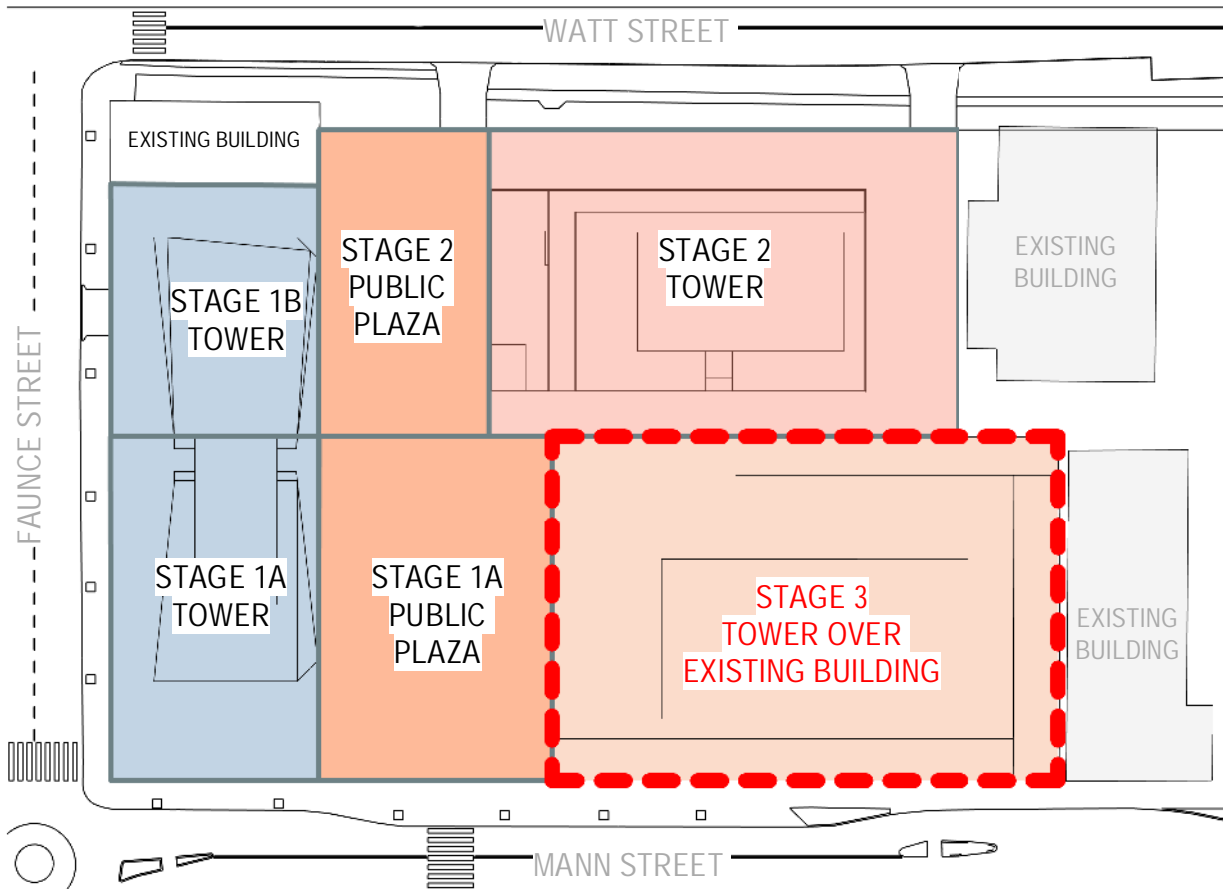 WATT STREET
EXISTING BUILDING
STAGE 2
PUBLIC
PLAZA
STAGE 2
TOWER
EXISTING
BUILDING
STAGE 1B
TOWER
FAUNCE STREET
STAGE 1A
TOWER
STAGE 1A
PUBLIC
PLAZA
STAGE 3
TOWER OVER
EXISTING BUILDING
EXISTING
BUILDING
MANN STREET